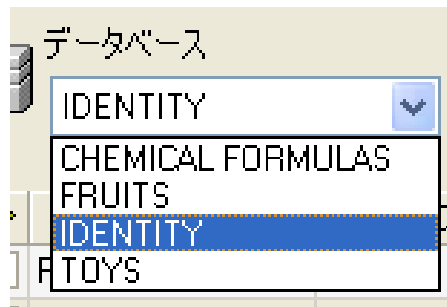 データベース
IDENTITY
CHEMICAL FORMULAS
FRUITS
IDENTITY
TOYS